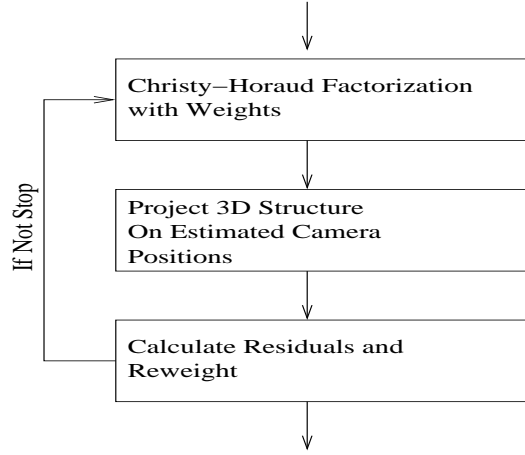 Christy–Horaud Factorization
with Weights
Project 3D Structure
On Estimated Camera
Positions
If Not Stop
Calculate Residuals and
Reweight